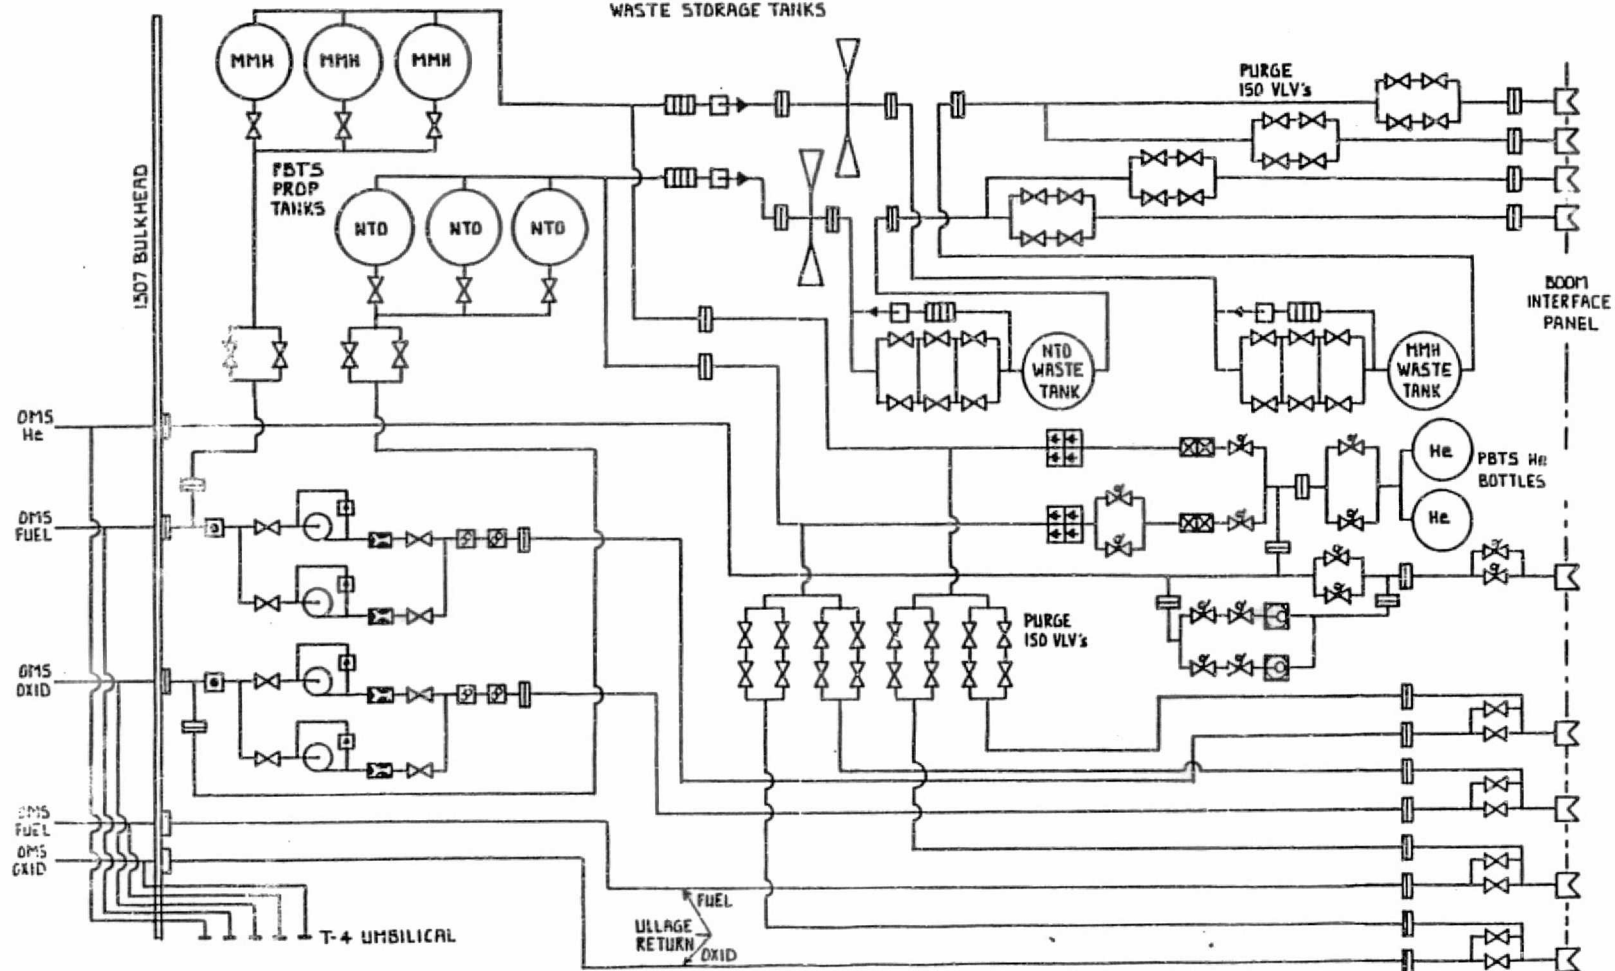 WASTE STORAGE TANKS
MMH
MMH
MMH
PURGE
ISO VLV's
PBTS
PROP
TANKS
NTO
NTO
NTO
1307 BULKHEAD
BOOM
INTERFACE
PANEL
NTO
WASTE
TANK
MMH
WASTE
TANK
OMS
He
He
PBTS He
BOTTLES
He
OMS
FUEL
PURGE
ISO VLV's
OMS
OXID
OMS
FUEL
OMS
OXID
FUEL
ULLAGE
RETURN
OXID
T-4 UMBILICAL